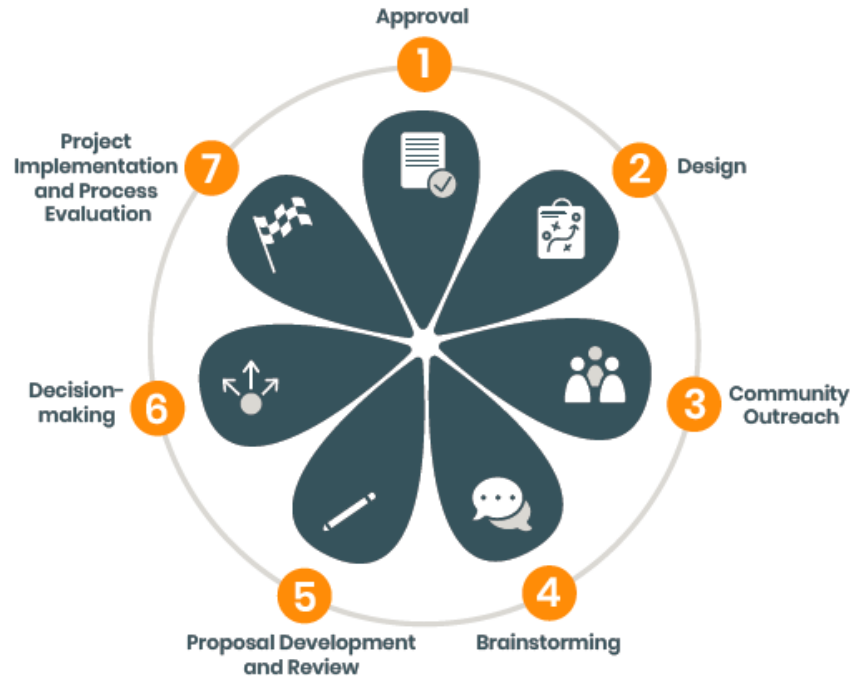 Approval
1
2
Design
3
Community
Outreach
4
Brainstorming
5
Proposal Development
and Review
6
Decision-
making
7
Project
Implementation
and Process
Evaluation